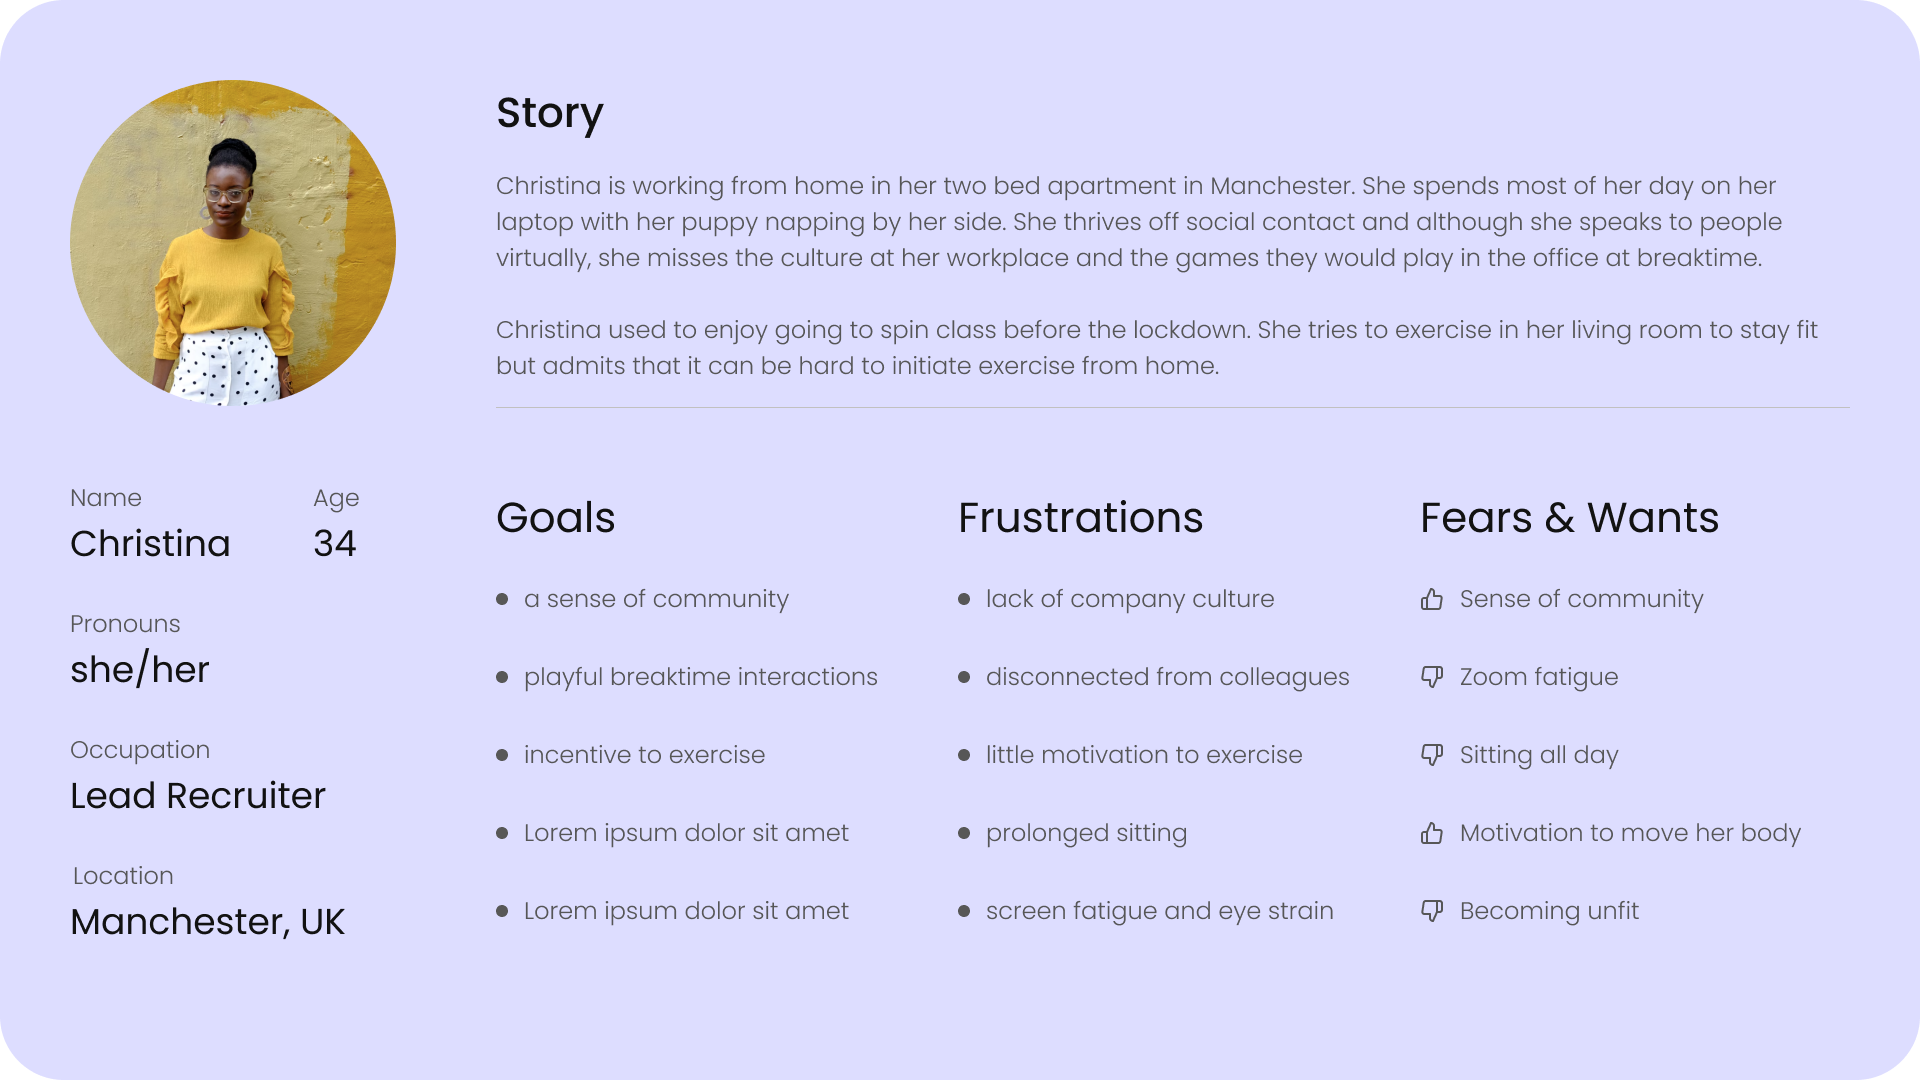 Story
Christina is working from home in her two bed apartment in Manchester. She spends most of her day on her
laptop with her puppy napping by her side. She thrives off social contact and although she speaks to people
virtually, she misses the culture at her workplace and the games they would play in the office at breaktime.
Christina used to enjoy going to spin class before the lockdown. She tries to exercise in her living room to stay fit
but admits that it can be hard to initiate exercise from home.
Name
Christina
Age
34
Pronouns
she/her
Occupation
Lead Recruiter
Location
Manchester, UK
Goals
a sense of community
playful breaktime interactions
incentive to exercise
Lorem ipsum dolor sit amet
Lorem ipsum dolor sit amet
Frustrations
lack of company culture
disconnected from colleagues
little motivation to exercise
prolonged sitting
screen fatigue and eye strain
Fears & Wants
Sense of community
Zoom fatigue
Sitting all day
Motivation to move her body
Becoming unfit